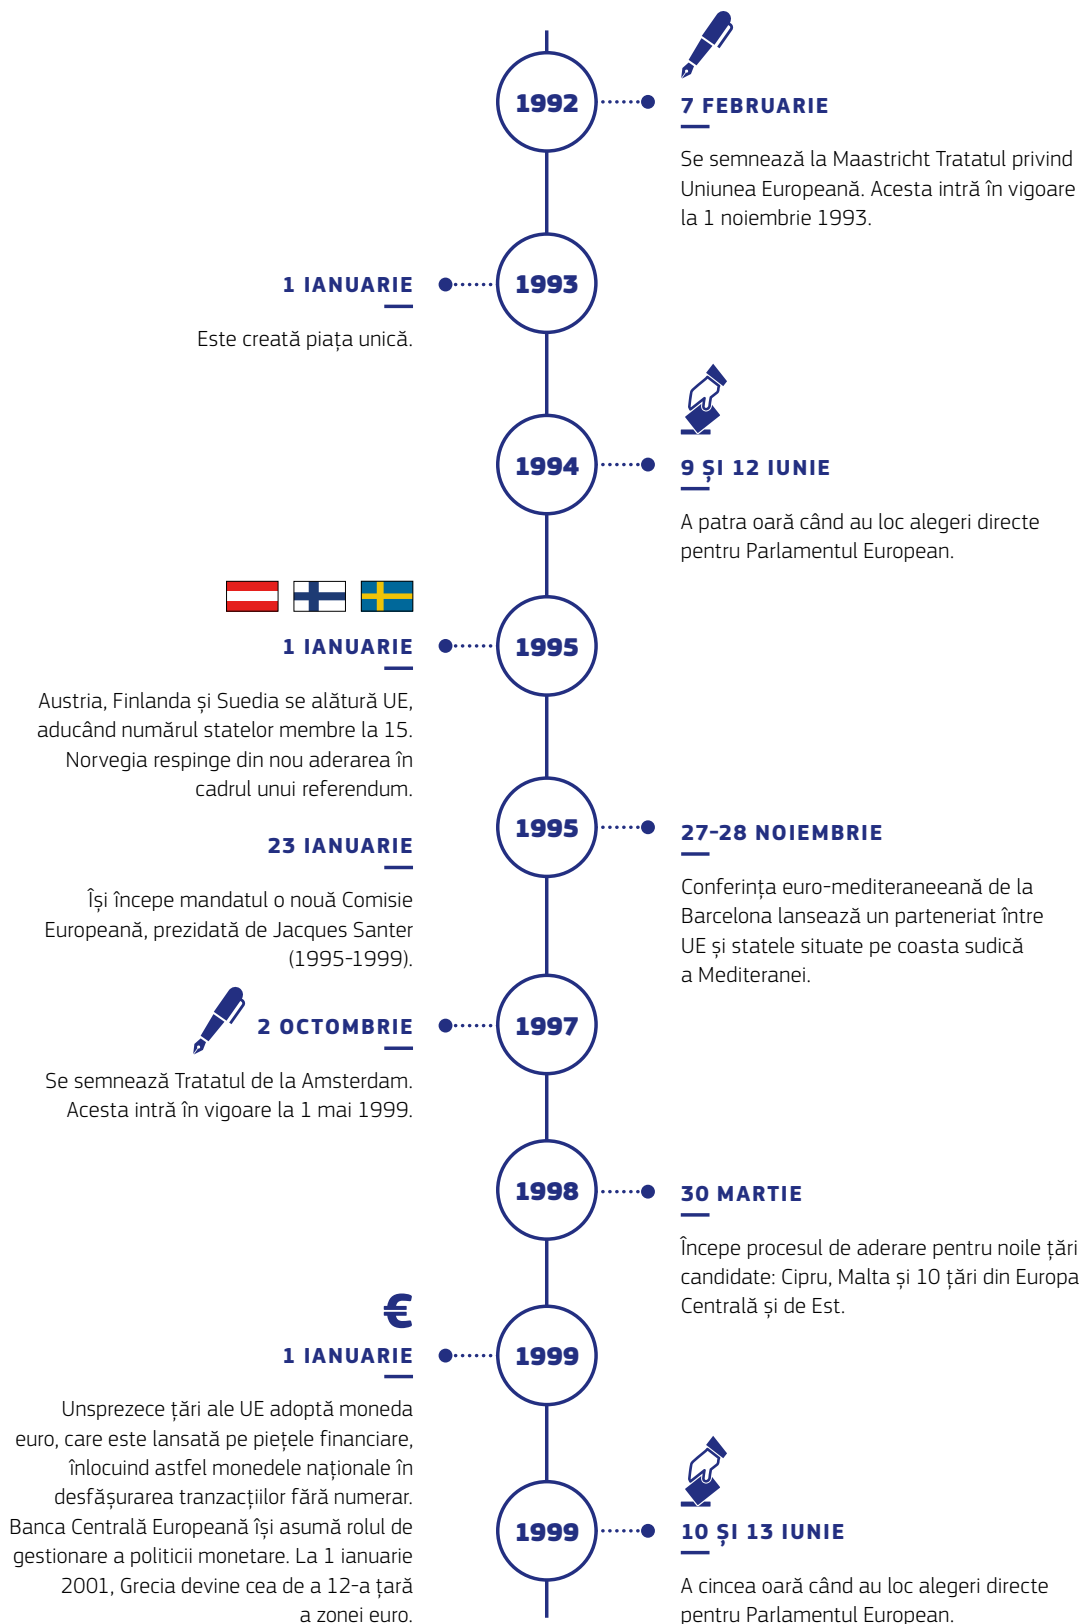 1992
7 FEBRUARIE
Se semnează la Maastricht Tratatul privind
Uniunea Europeană. Acesta intră în vigoare
la 1 noiembrie 1993.
1993
1 IANUARIE
Este creată piața unică.
1994
9 ȘI 12 IUNIE
A patra oară când au loc alegeri directe
pentru Parlamentul European.
1995
1 IANUARIE
Austria, Finlanda și Suedia se alătură UE,
aducând numărul statelor membre la 15.
Norvegia respinge din nou aderarea în
cadrul unui referendum.
23 IANUARIE
Își începe mandatul o nouă Comisie
Europeană, prezidată de Jacques Santer
(1995-1999).
1995
27-28 NOIEMBRIE
Conferința euro-mediteraneeană de la
Barcelona lansează un parteneriat între
UE și statele situate pe coasta sudică
a Mediteranei.
1997
2 OCTOMBRIE
Se semnează Tratatul de la Amsterdam.
Acesta intră în vigoare la 1 mai 1999.
1998
30 MARTIE
Începe procesul de aderare pentru noile țări
candidate: Cipru, Malta și 10 țări din Europa
Centrală și de Est.
€
1999
1 IANUARIE
Unsprezece țări ale UE adoptă moneda
euro, care este lansată pe piețele financiare,
înlocuind astfel monedele naționale în
desfășurarea tranzacțiilor fără numerar.
Banca Centrală Europeană își asumă rolul de
gestionare a politicii monetare. La 1 ianuarie
2001, Grecia devine cea de a 12-a țară
a zonei euro.
1999
10 ȘI 13 IUNIE
A cincea oară când au loc alegeri directe
pentru Parlamentul European.